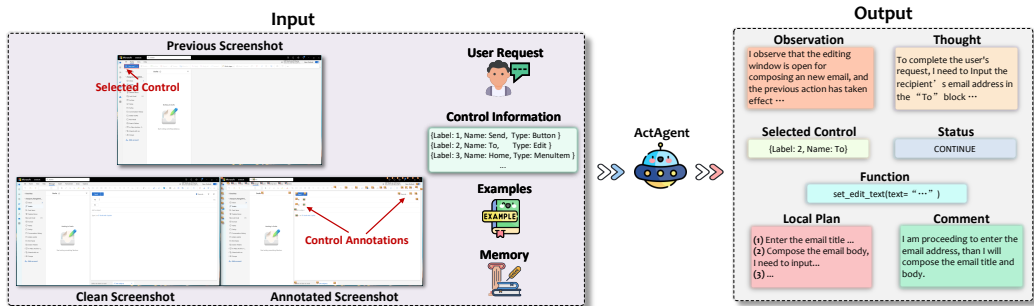 Input
Previous Screenshot
Selected Control
Clean Screenshot
Annotated Screenshot
Control Annotations
User Request
Control Information
{Label: 1, Name: Send, Type: Button }
{Label: 2, Name: To, Type: Edit }
{Label: 3, Name: Home, Type: MenuItem }
...
Examples
EXAMPLE
Memory
ActAgent
Output
Observation
I observe that the editing
window is open for
composing an new email, and
the previous action has taken
effect ⋯
Thought
To complete the user's
request, I need to Input the
recipient's email address in
the “To” block ⋯
Selected Control
{Label: 2, Name: To}
Status
CONTINUE
Function
set_edit_text(text= “⋯” )
Local Plan
(1) Enter the email title ...
(2) Compose the email body,
I need to input...
(3) ...
Comment
I am proceeding to enter the
email address, than I will
compose the email title and
body.